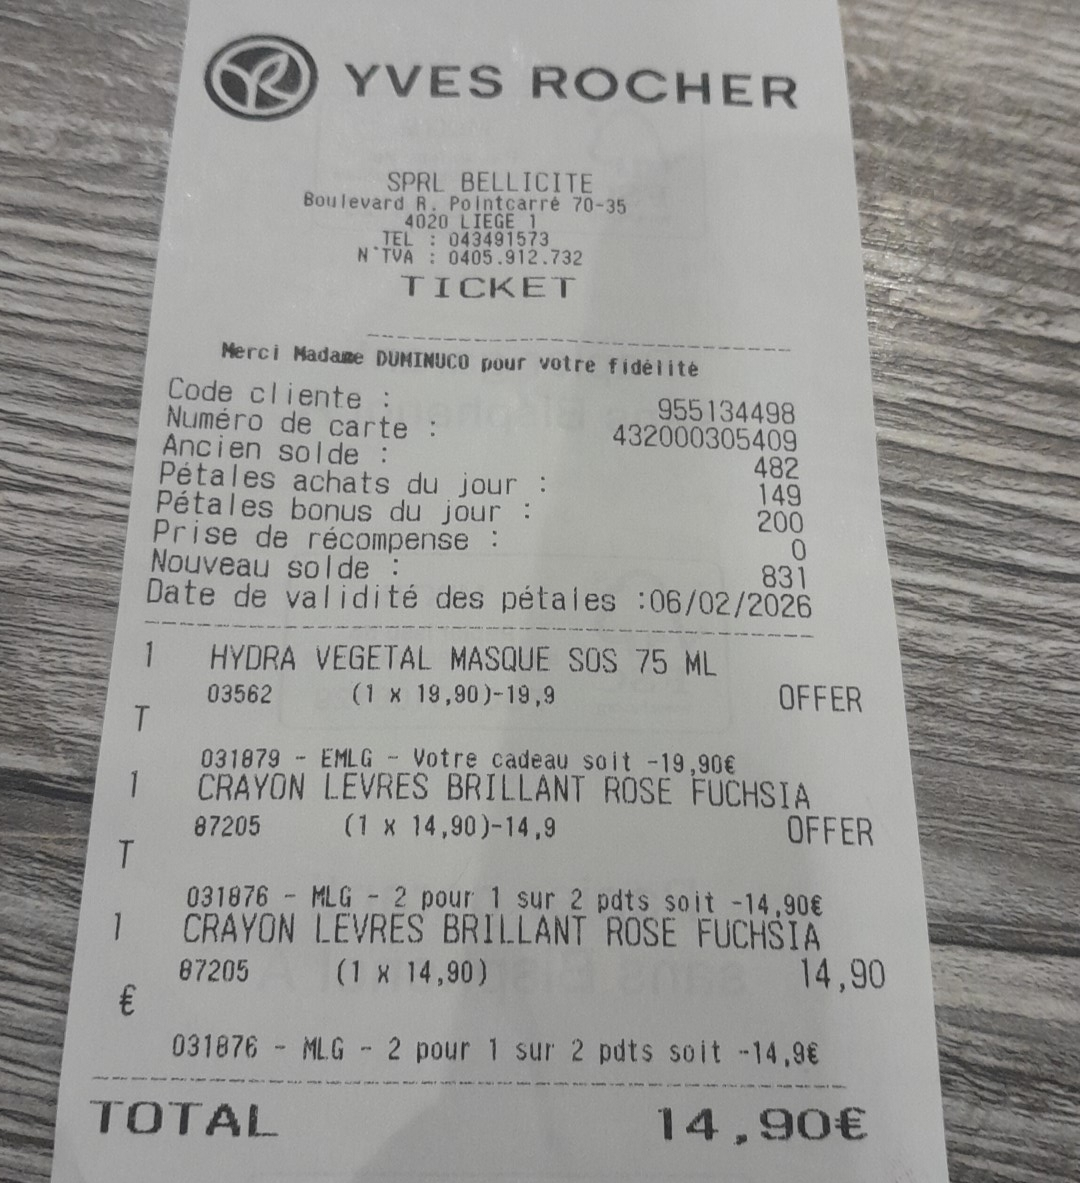 YVES ROCHER
SPRL BELLICITE
Boulevard R. Pointcarré 70-35
4020 LIEGE 1
TEL : 043491573
N°TVA : 0405.912.732
TICKET
Merci Madame DUMINUCO pour votre fidélité
Code cliente : 955134498
Numéro de carte : 432000305409
Ancien solde : 482
Pétales achats du jour : 149
Pétales bonus du jour : 200
Prise de récompense : 0
Nouveau solde : 831
Date de validité des pétales :06/02/2026
1 HYDRA VEGETAL MASQUE SOS 75 ML
03562 (1 x 19,90)-19,9 OFFER
T
031879 - EMLG - Votre cadeau soit -19,90€
1 CRAYON LEVRES BRILLANT ROSE FUCHSIA
87205 (1 x 14,90)-14,9 OFFER
T
031876 - MLG - 2 pour 1 sur 2 pdts soit -14,90€
1 CRAYON LEVRES BRILLANT ROSE FUCHSIA
87205 (1 x 14,90) 14,90
€
031876 - MLG - 2 pour 1 sur 2 pdts soit -14,9€
TOTAL 14,90€